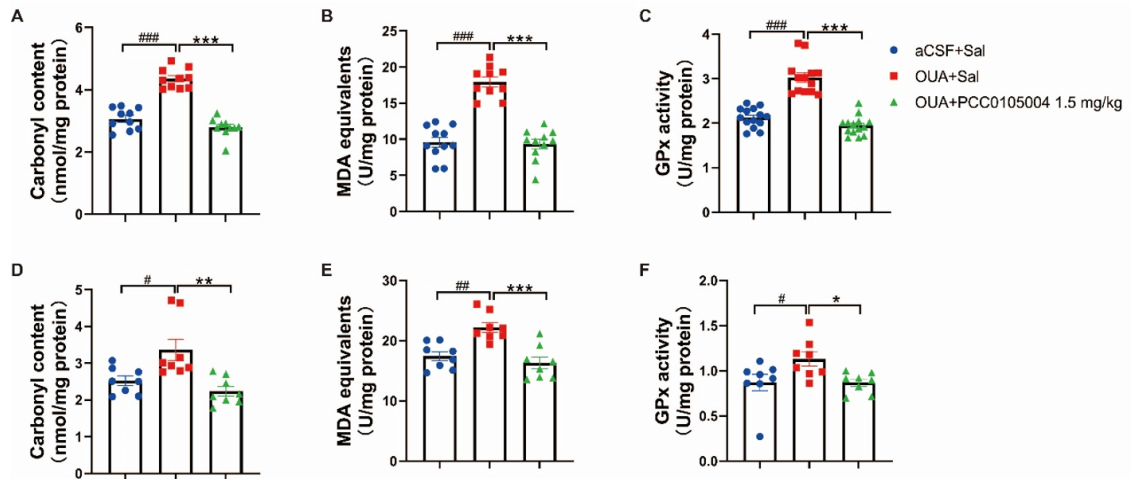 A
Carbonyl content
(nmol/mg protein)
6
4
2
0
###
***
B
MDA equivalents
(U/mg protein)
25
20
15
10
5
0
###
***
C
GPx activity
(U/mg protein)
4
3
2
1
0
###
***
aCSF+Sal
OUA+Sal
OUA+PCC0105004 1.5 mg/kg
D
Carbonyl content
(nmol/mg protein)
5
4
3
2
1
0
#
**
E
MDA equivalents
(U/mg protein)
30
20
10
0
##
***
F
GPx activity
(U/mg protein)
2.0
1.5
1.0
0.5
0.0
#
*